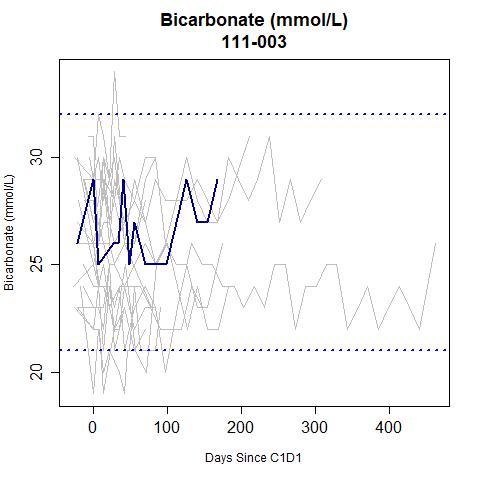 Bicarbonate (mmol/L)
111-003
Bicarbonate (mmol/L)
30
25
20
0 100 200 300 400
Days Since C1D1